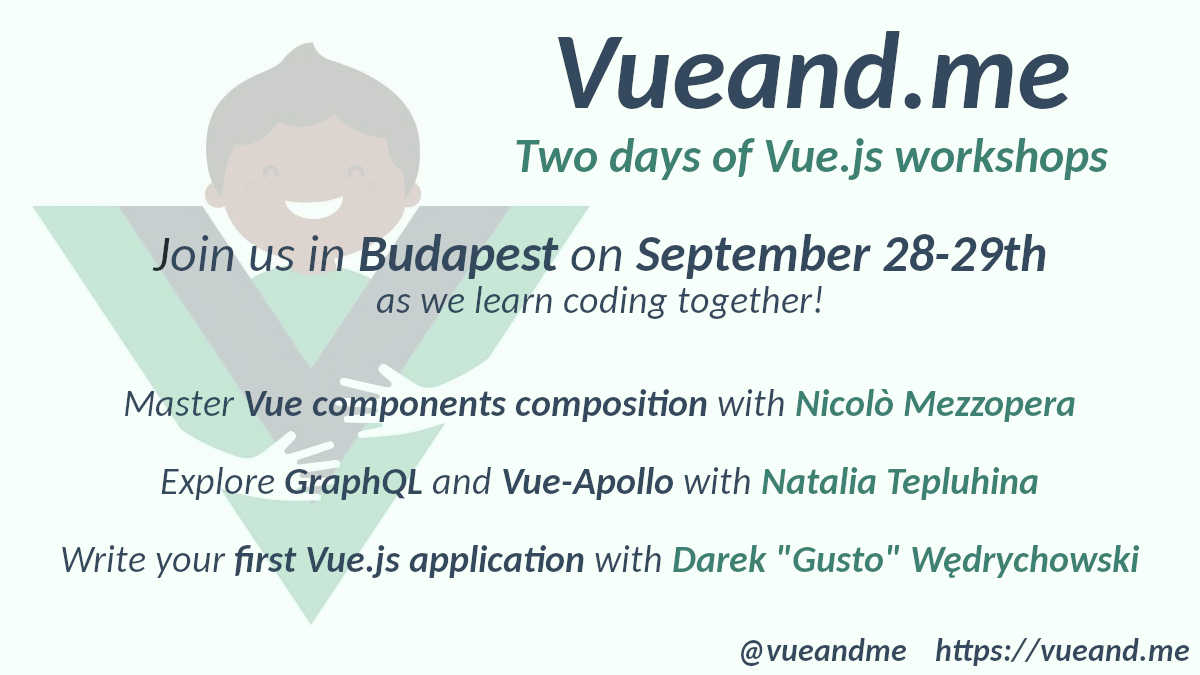 Vueand.me
Two days of Vue.js workshops
Join us in Budapest on September 28-29th
as we learn coding together!
Master Vue components composition with Nicolò Mezzopera
Explore GraphQL and Vue-Apollo with Natalia Tepluhina
Write your first Vue.js application with Darek "Gusto" Wędrychowski
@vueandme https://vueand.me